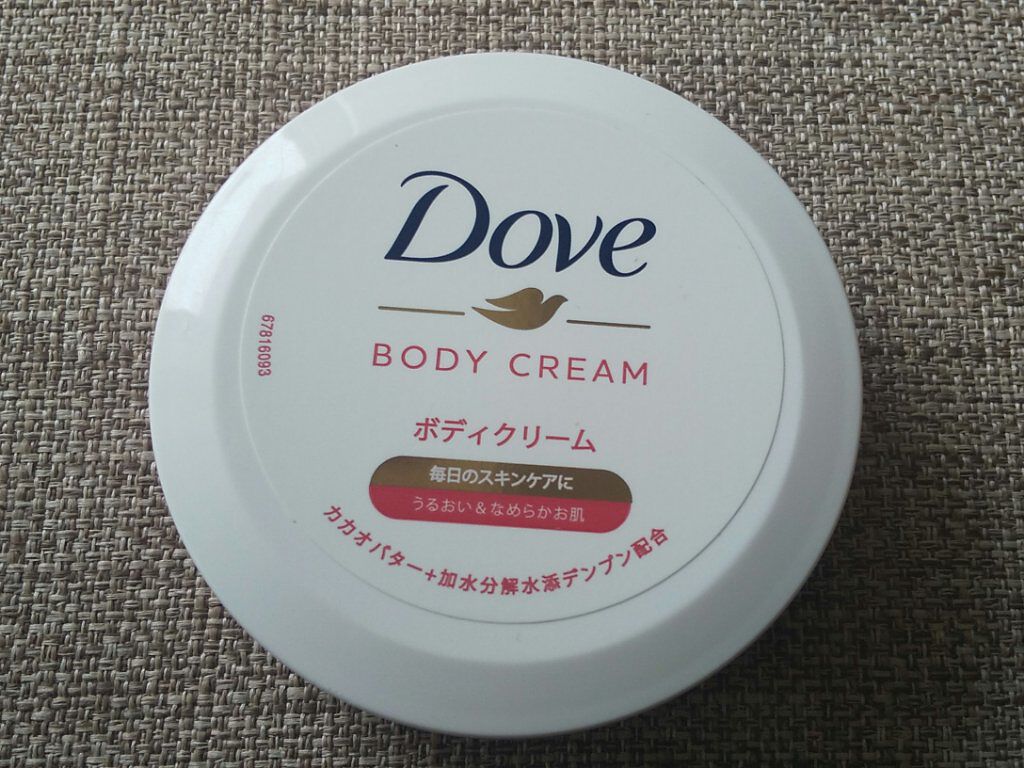 Dove
BODY CREAM
ボディクリーム
毎日のスキンケアに
うるおい&なめらかお肌
カカオバター+加水分解水添デンプン配合
67816093